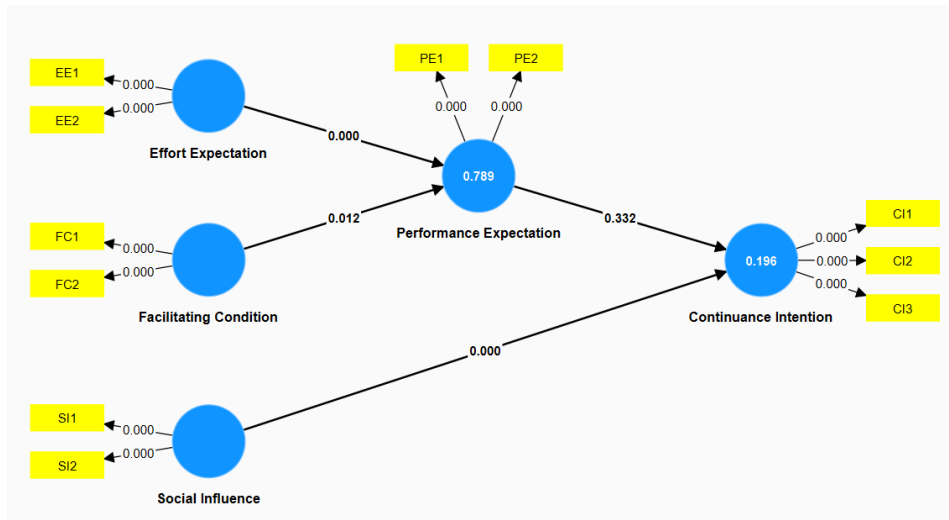 EE1
0.000
EE2
0.000
Effort Expectation
PE1
PE2
0.000
0.000
0.000
0.789
Performance Expectation
0.012
FC1
0.000
FC2
0.000
Facilitating Condition
0.332
0.196
Continuance Intention
CI1
0.000
CI2
0.000
CI3
0.000
0.000
SI1
0.000
SI2
0.000
Social Influence